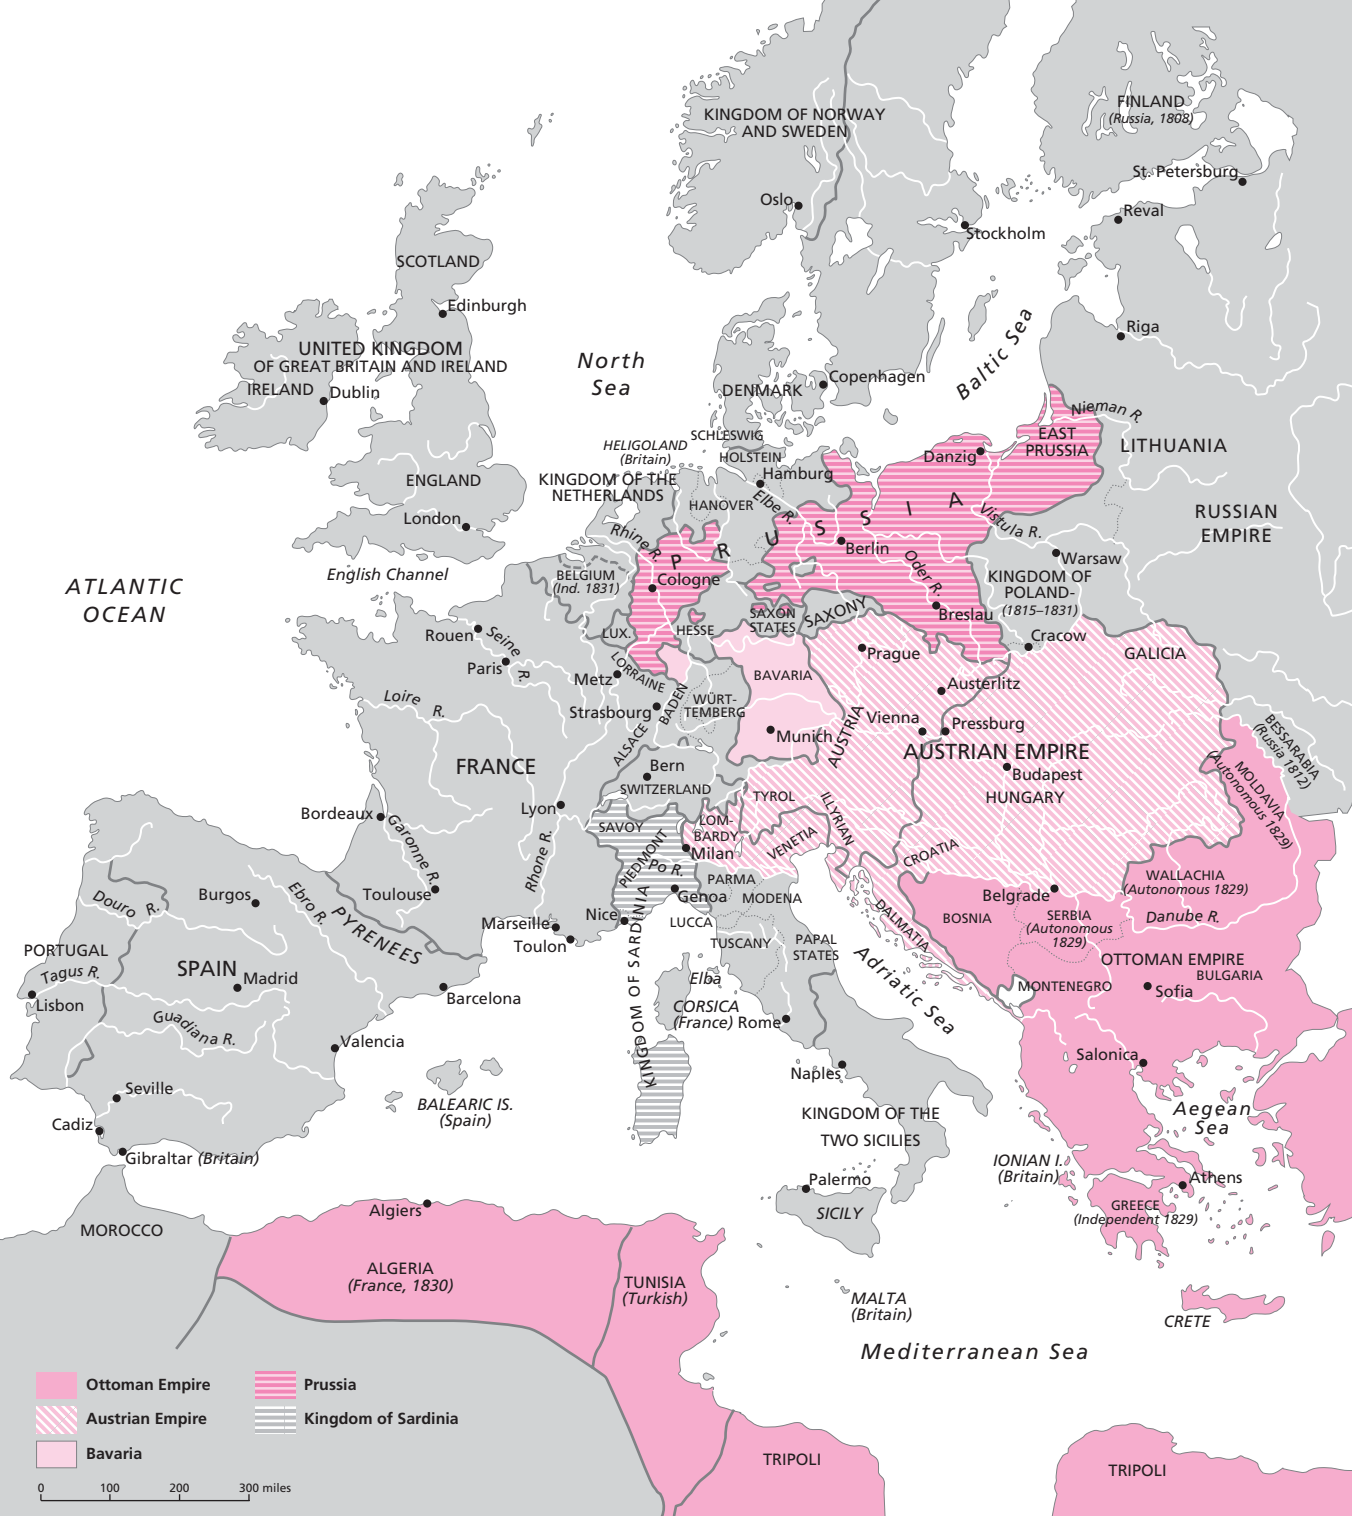 FINLAND
(Russia, 1808)
KINGDOM OF NORWAY
AND SWEDEN
St. Petersburg
Oslo
Reval
Stockholm
SCOTLAND
Edinburgh
Riga
Baltic Sea
North
Sea
UNITED KINGDOM
OF GREAT BRITAIN AND IRELAND
IRELAND
Dublin
Copenhagen
DENMARK
Nieman R.
EAST
PRUSSIA
LITHUANIA
SCHLESWIG
HELIGOLAND
(Britain)
HOLSTEIN
Danzig
Hamburg
ENGLAND
KINGDOM OF THE
NETHERLANDS
HANOVER
Elbe R.
PRUSSIA
Vistula R.
RUSSIAN
EMPIRE
London
Rhine R.
Berlin
Warsaw
Oder R.
KINGDOM OF
POLAND-
(1815–1831)
English Channel
BELGIUM
(Ind. 1831)
Cologne
ATLANTIC
OCEAN
SAXON
STATES
SAXONY
Breslau
Rouen
Seine R.
LUX.
HESSE
Cracow
Prague
GALICIA
Paris
Metz
LORRAINE
BAVARIA
Austerlitz
Loire R.
Strasbourg
BADEN
WÜRT-
TEMBERG
ALSACE
Munich
AUSTRIA
Vienna
Pressburg
BESSARABIA
(Russia 1812)
AUSTRIAN EMPIRE
FRANCE
Bern
SWITZERLAND
Budapest
HUNGARY
MOLDAVIA
(Autonomous 1829)
TYROL
ILLYRIAN
Lyon
Bordeaux
Garonne R.
SAVOY
LOM-
BARDY
VENETIA
Milan
PIEDMONT
Po R.
CROATIA
Rhone R.
PARMA
WALLACHIA
(Autonomous 1829)
Toulouse
Burgos
Ebro R.
Douro R.
Genoa
MODENA
Belgrade
DALMATIA
BOSNIA
SERBIA
(Autonomous
1829)
Danube R.
PYRENEES
Marseille
Nice
LUCCA
Toulon
TUSCANY
PAPAL
STATES
PORTUGAL
SPAIN
Tagus R.
Madrid
Lisbon
Barcelona
Elba
Adriatic Sea
OTTOMAN EMPIRE
BULGARIA
MONTENEGRO
Sofia
KINGDOM OF SARDINIA
CORSICA
(France)
Rome
Guadiana R.
Valencia
Salonica
Naples
Seville
BALEARIC IS.
(Spain)
Cadiz
KINGDOM OF THE
TWO SICILIES
Aegean
Sea
Gibraltar (Britain)
IONIAN I.
(Britain)
Athens
Palermo
SICILY
GREECE
(Independent 1829)
Algiers
MOROCCO
ALGERIA
(France, 1830)
TUNISIA
(Turkish)
MALTA
(Britain)
CRETE
Mediterranean Sea
Ottoman Empire
Prussia
Austrian Empire
Kingdom of Sardinia
Bavaria
TRIPOLI
TRIPOLI
0 100 200 300 miles